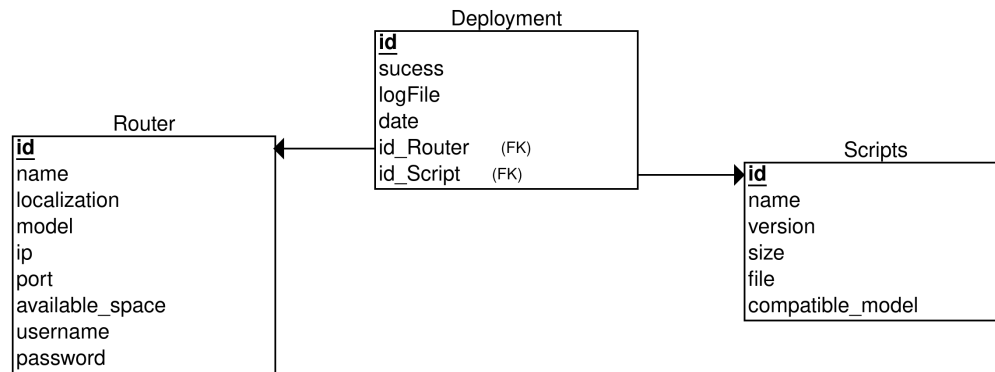 Deployment
id
sucess
logFile
date
id_Router (FK)
id_Script (FK)
Router
id
name
localization
model
ip
port
available_space
username
password
Scripts
id
name
version
size
file
compatible_model